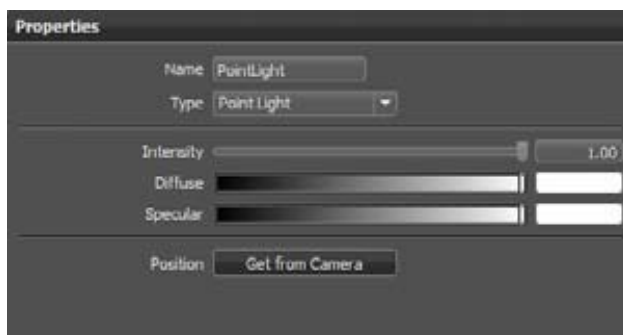 Properties
Name PointLight
Type Point Light
Intensity 1.00
Diffuse
Specular
Position Get from Camera